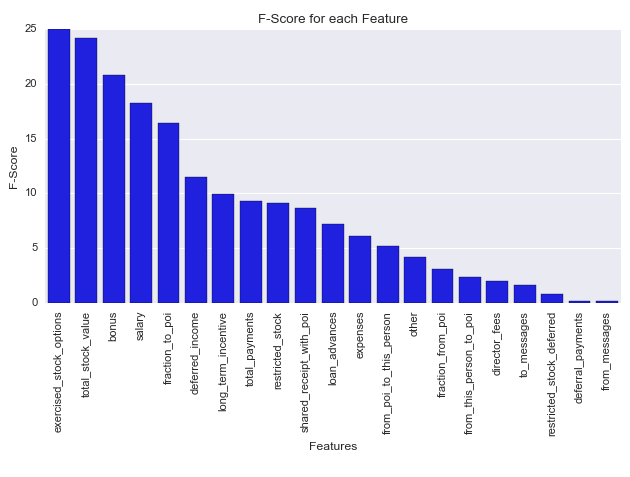 F-Score for each Feature
25
20
15
10
5
0
F-Score
exercised_stock_options
total_stock_value
bonus
salary
fraction_to_poi
deferred_income
long_term_incentive
total_payments
restricted_stock
shared_receipt_with_poi
loan_advances
expenses
from_poi_to_this_person
other
fraction_from_poi
from_this_person_to_poi
director_fees
to_messages
restricted_stock_deferred
deferral_payments
from_messages
Features